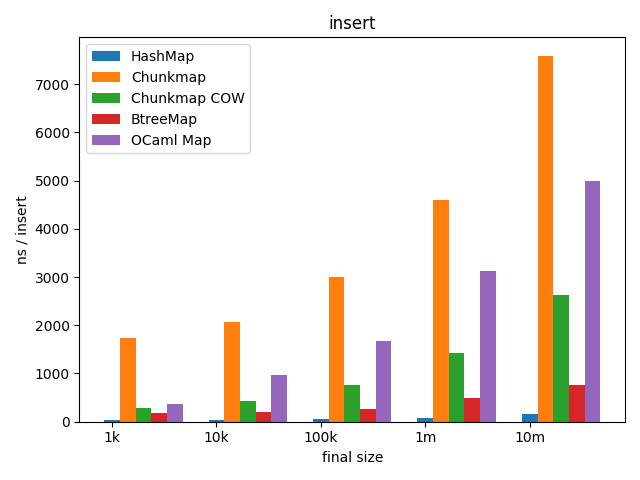 insert
HashMap
Chunkmap
Chunkmap COW
BtreeMap
OCaml Map
ns / insert
7000
6000
5000
4000
3000
2000
1000
0
1k 10k 100k 1m 10m
final size